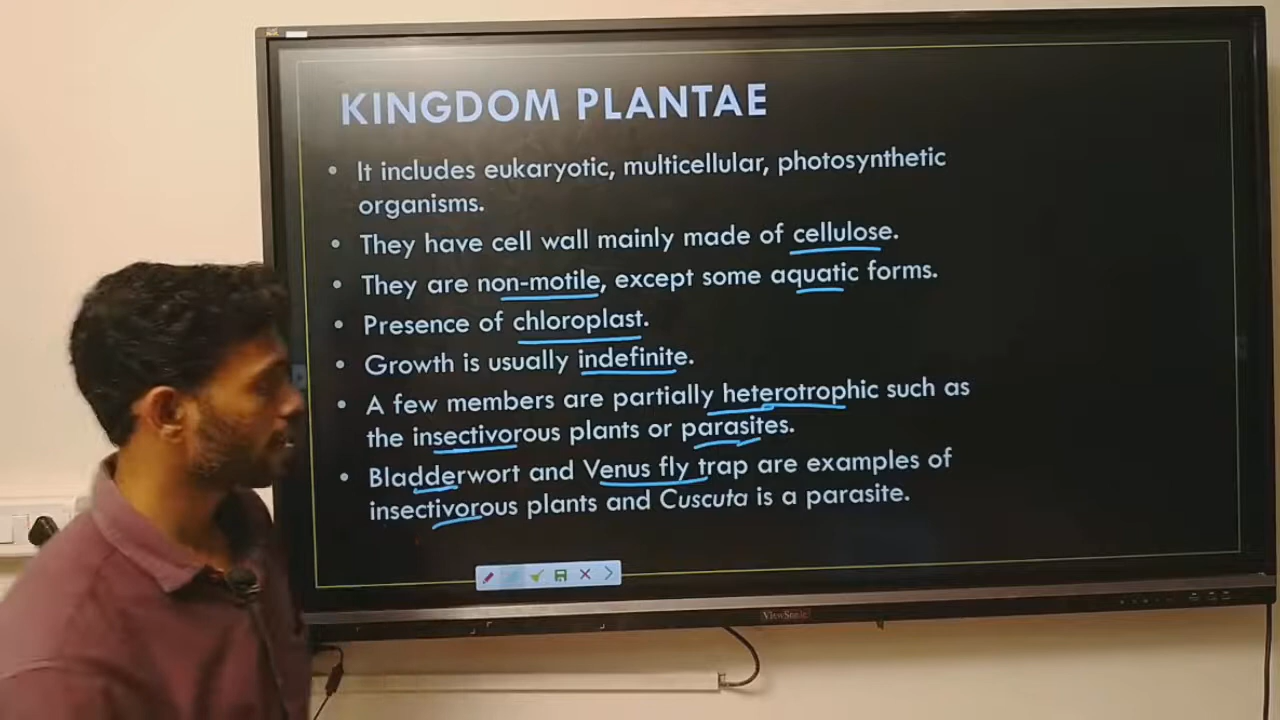 KINGDOM PLANTAE
• It includes eukaryotic, multicellular, photosynthetic
organisms.
• They have cell wall mainly made of cellulose.
• They are non-motile, except some aquatic forms.
• Presence of chloroplast.
• Growth is usually indefinite.
• A few members are partially heterotrophic such as
the insectivorous plants or parasites.
• Bladderwort and Venus fly trap are examples of
insectivorous plants and Cuscuta is a parasite.
ViewSonic